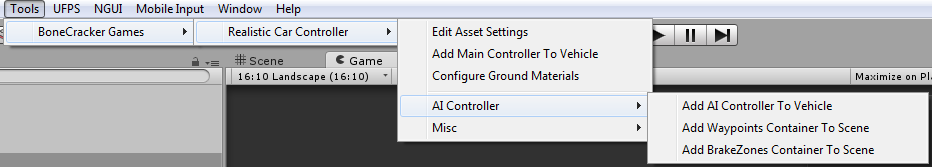 Tools UFPS NGUI Mobile Input Window Help
BoneCracker Games Realistic Car Controller Edit Asset Settings
Add Main Controller To Vehicle
Scene Game Configure Ground Materials
16:10 Landscape (16:10) Maximize on Pl
AI Controller Add AI Controller To Vehicle
Misc Add Waypoints Container To Scene
Add BrakeZones Container To Scene